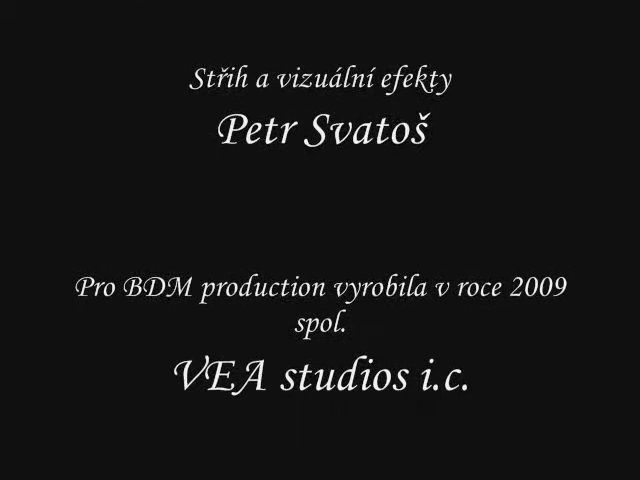 Střih a vizuální efekty
Petr Svatoš
Pro BDM production vyrobila v roce 2009
spol.
VEA studios i.c.